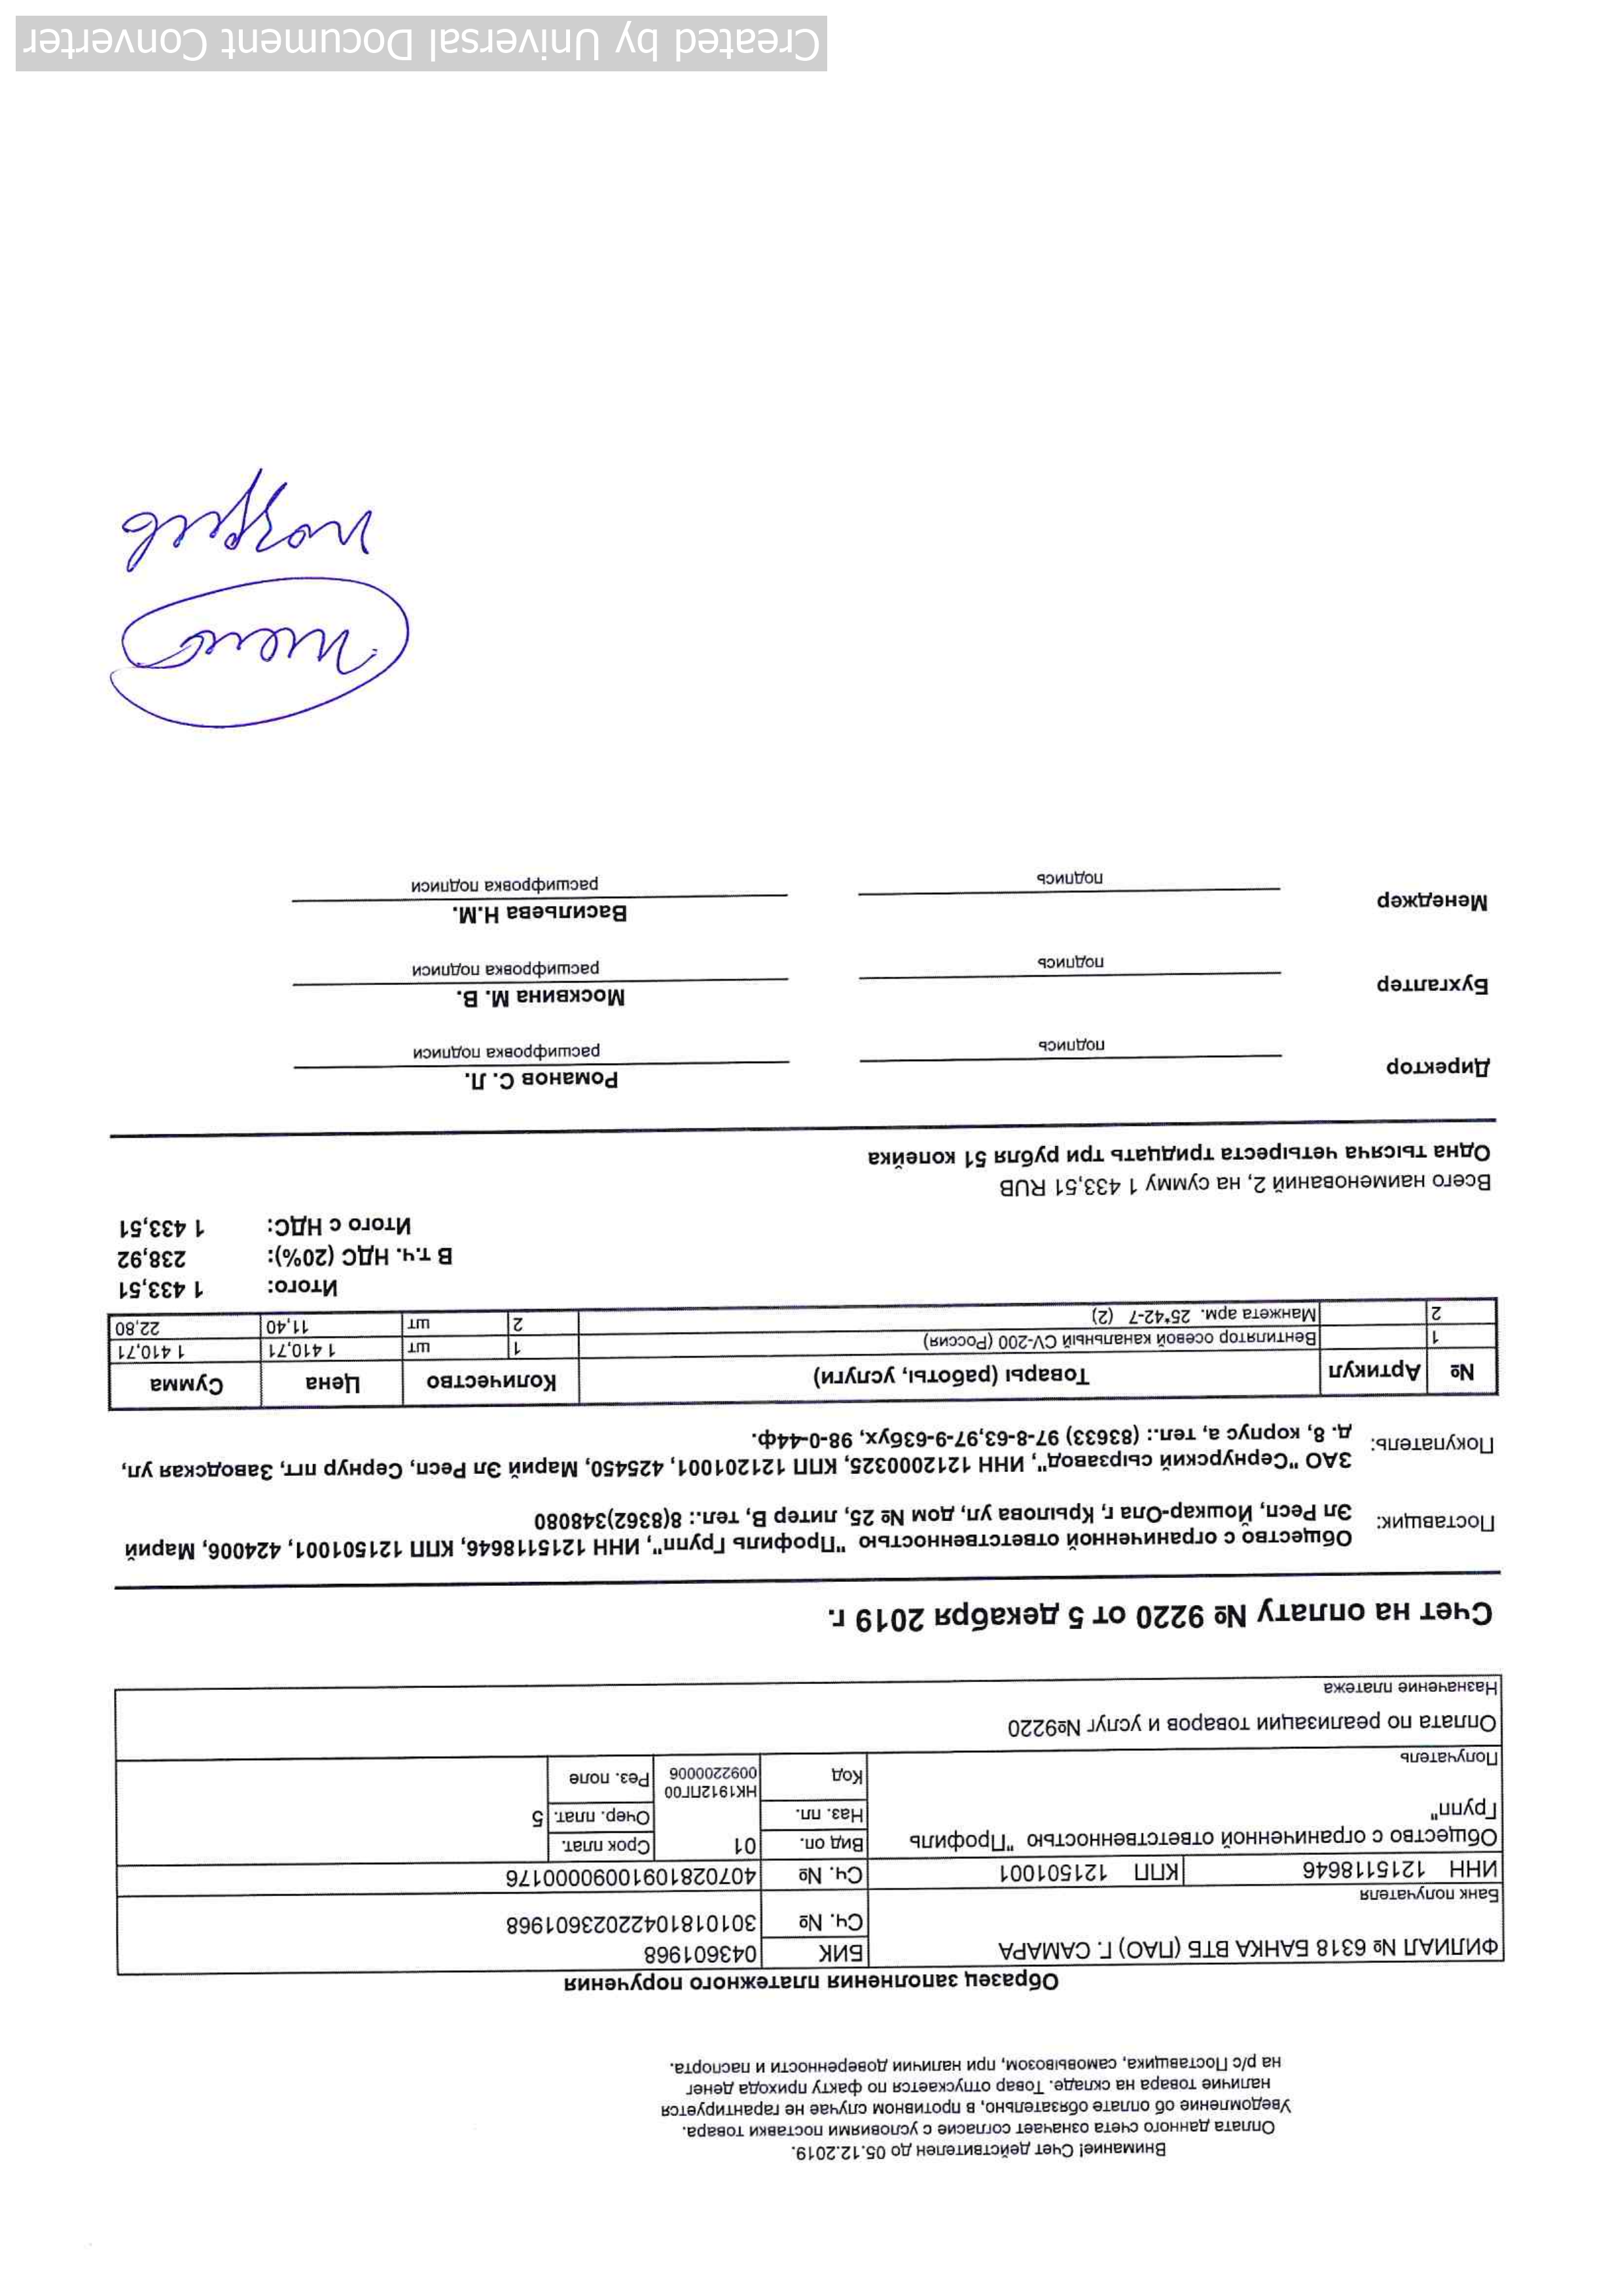 Внимание! Счет действителен до 05.12.2019.
Оплата данного счета означает согласие с условиями поставки товара.
Уведомление об оплате обязательно, в противном случае не гарантируется
наличие товара на складе. Товар отпускается по факту прихода денег
на р/с Поставщика, самовывозом, при наличии доверенности и паспорта.
Образец заполнения платежного поручения
ФИЛИАЛ № 6318 БАНКА ВТБ (ПАО) Г. САМАРА БИК 043601968
Сч. № 30101810422023601968
Банк получателя
ИНН 1215118646 КПП 121501001 Сч. № 40702810910090000176
Общество с ограниченной ответственностью "Профиль Вид оп. 01 Срок плат.
Групп" Наз. пл. Очер. плат. 5
НК1912ПГ00
Код 0092200006 Рез. поле
Получатель
Оплата по реализации товаров и услуг №9220
Назначение платежа
Счет на оплату № 9220 от 5 декабря 2019 г.
Поставщик: Общество с ограниченной ответственностью "Профиль Групп", ИНН 1215118646, КПП 121501001, 424006, Марий
Эл Респ, Йошкар-Ола г, Крылова ул, дом № 25, литер В, тел.: 8(8362)348080
Покупатель: ЗАО "Сернурский сырзавод", ИНН 1212000325, КПП 121201001, 425450, Марий Эл Респ, Сернур пгт, Заводская ул,
д. 8, корпус а, тел.: (83633) 97-8-63,97-9-63бух, 98-0-44ф.
№ Артикул Товары (работы, услуги) Количество Цена Сумма
1 Вентилятор осевой канальный CV-200 (Россия) 1 шт 1 410,71 1 410,71
2 Манжета арм. 25*42-7 (2) 2 шт 11,40 22,80
Итого: 1 433,51
В т.ч. НДС (20%): 238,92
Итого с НДС: 1 433,51
Всего наименований 2, на сумму 1 433,51 RUB
Одна тысяча четыреста тридцать три рубля 51 копейка
Директор Романов С. Л.
подпись расшифровка подписи
Бухгалтер Москвина М. В.
подпись расшифровка подписи
Менеджер Васильева Н.М.
подпись расшифровка подписи
Created by Universal Document Converter